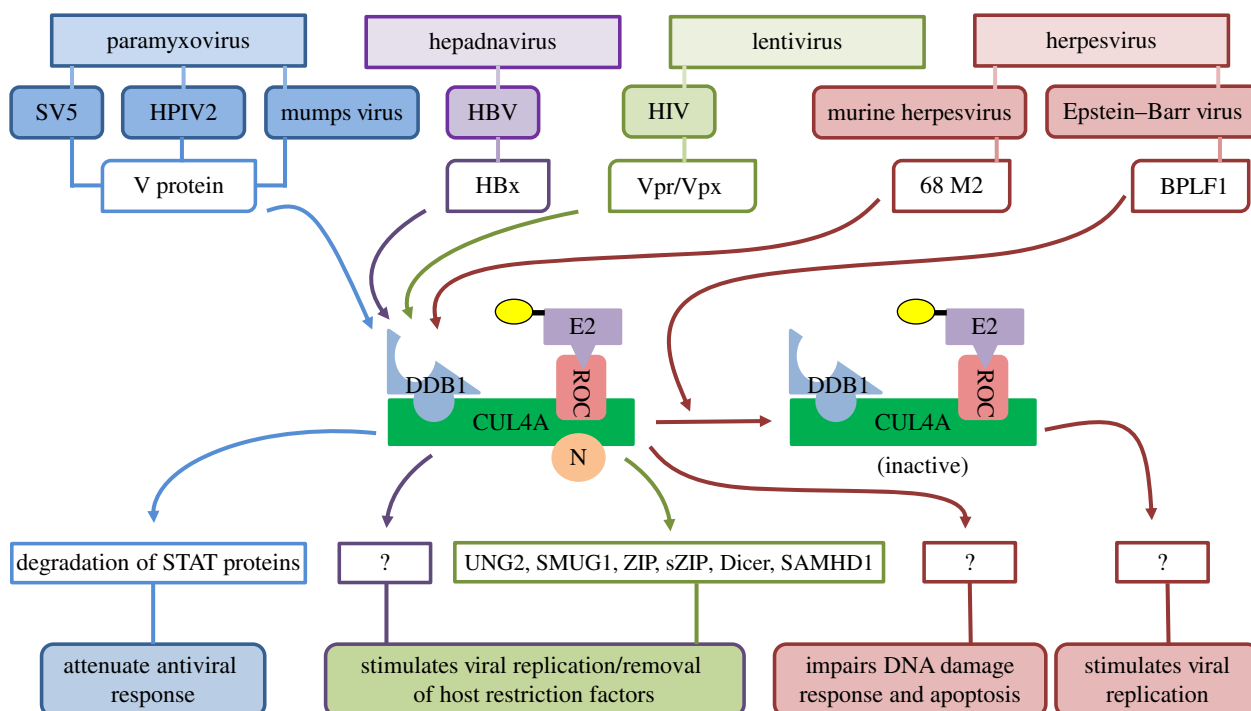 paramyxovirus
hepadnavirus
lentivirus
herpesvirus
SV5
HPIV2
mumps virus
HBV
HIV
murine herpesvirus
Epstein–Barr virus
V protein
HBx
Vpr/Vpx
68 M2
BPLF1
E2
ROC
DDB1
CUL4A
N
E2
ROC
DDB1
CUL4A
(inactive)
degradation of STAT proteins
?
UNG2, SMUG1, ZIP, sZIP, Dicer, SAMHD1
?
?
attenuate antiviral
response
stimulates viral replication/removal
of host restriction factors
impairs DNA damage
response and apoptosis
stimulates viral
replication